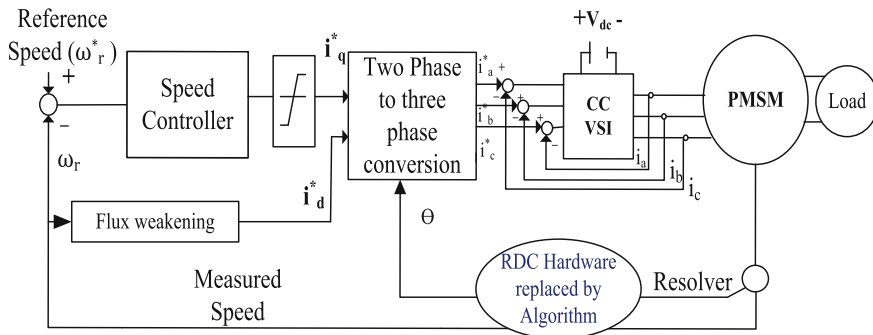 Reference
Speed (ω*r)
+
−
ωr
Speed
Controller
i*q
Two Phase
to three
phase
conversion
i*d
Flux weakening
i*a
+
−
i*b
+
−
i*c
+
−
+Vdc -
CC
VSI
ia
ib
ic
PMSM
Load
Θ
Measured
Speed
RDC Hardware
replaced by
Algorithm
Resolver